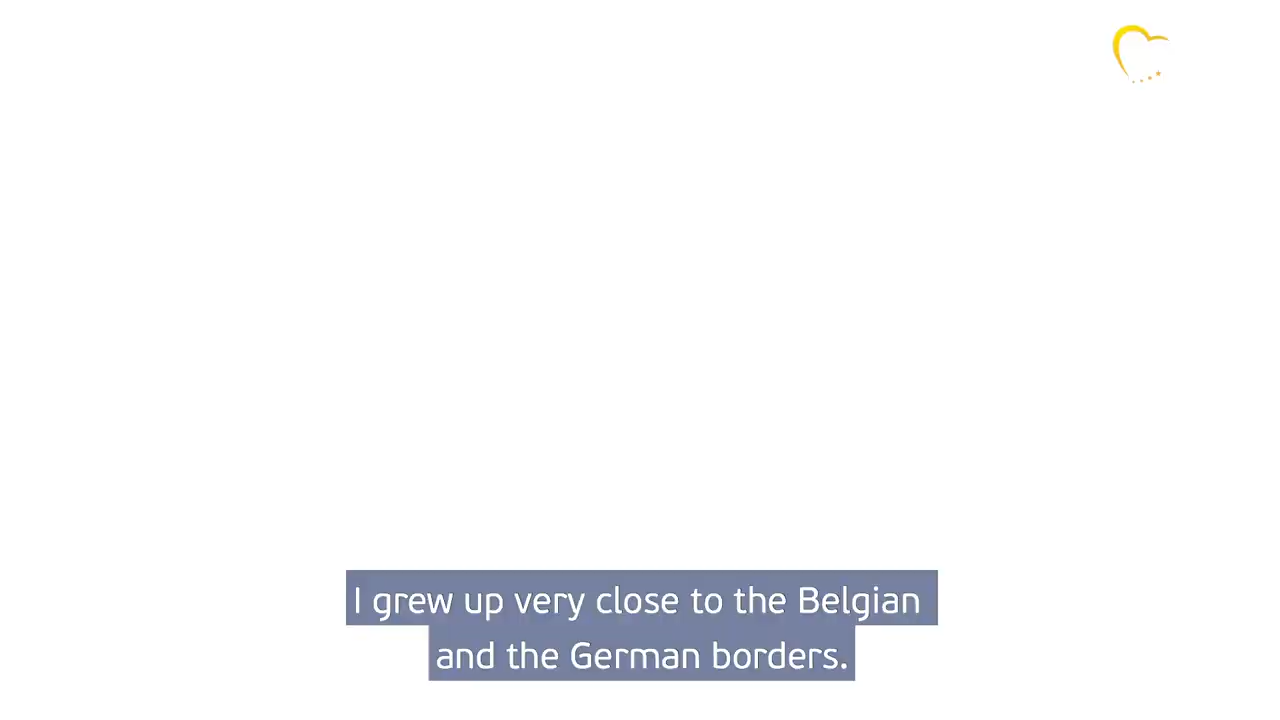 I grew up very close to the Belgian
and the German borders.